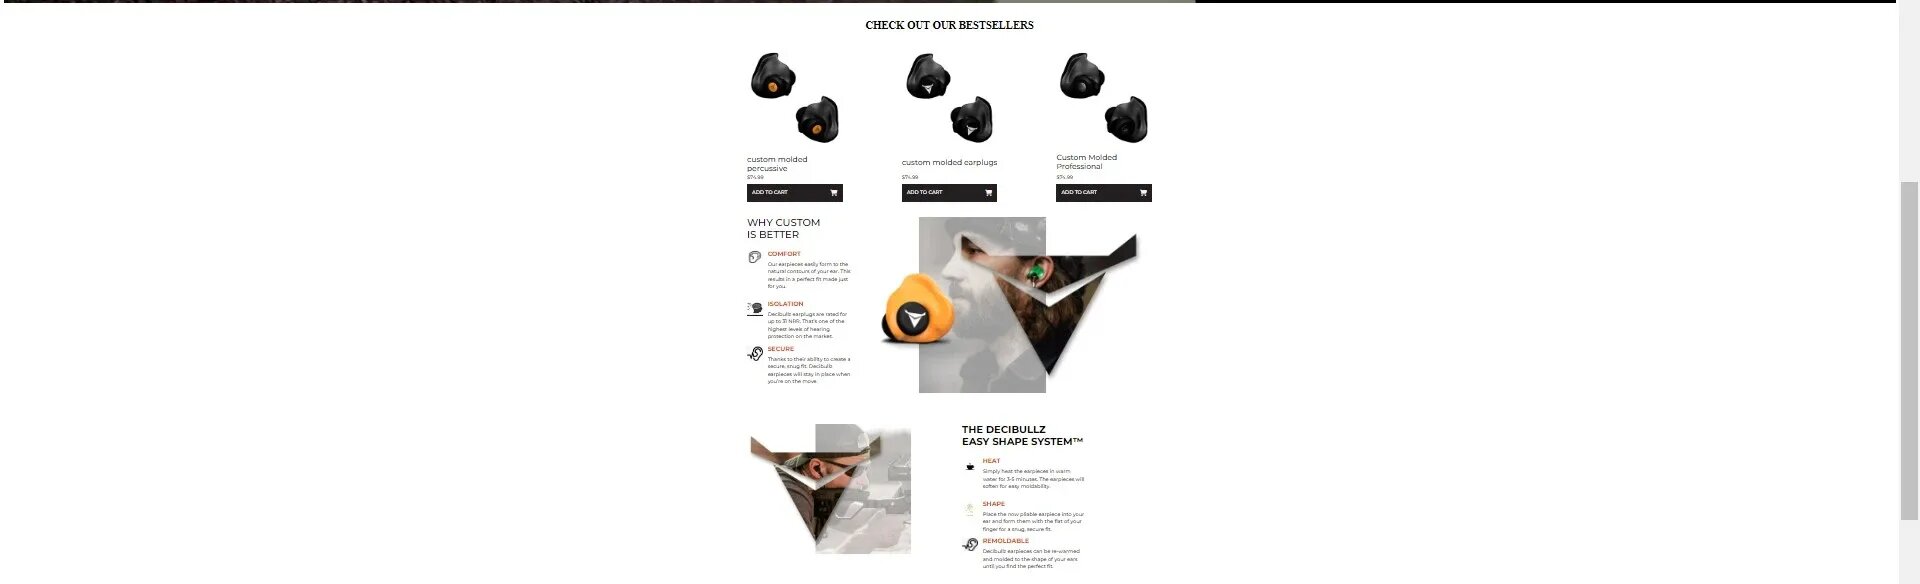 CHECK OUT OUR BESTSELLERS
custom molded
percussive
$74.99
ADD TO CART
custom molded earplugs
$74.99
ADD TO CART
Custom Molded
Professional
$74.99
ADD TO CART
WHY CUSTOM
IS BETTER
COMFORT
Our earpieces easily form to the
natural contours of your ear. This
results in a perfect fit made just
for you.
ISOLATION
Decibullz earplugs are rated for
up to 31 NRR. That's one of the
highest levels of hearing
protection on the market.
SECURE
Thanks to their ability to create a
secure, snug fit. Decibullz
earpieces will stay in place when
you're on the move.
THE DECIBULLZ
EASY SHAPE SYSTEM™
HEAT
Simply heat the earpieces in warm
water for 3-5 minutes. The earpieces will
soften for easy moldability.
SHAPE
Place the now pliable earpiece into your
ear and form them with the flat of your
finger for a snug, secure fit.
REMOLDABLE
Decibullz earpieces can be re-warmed
and molded to the shape of your ears
until you find the perfect fit.